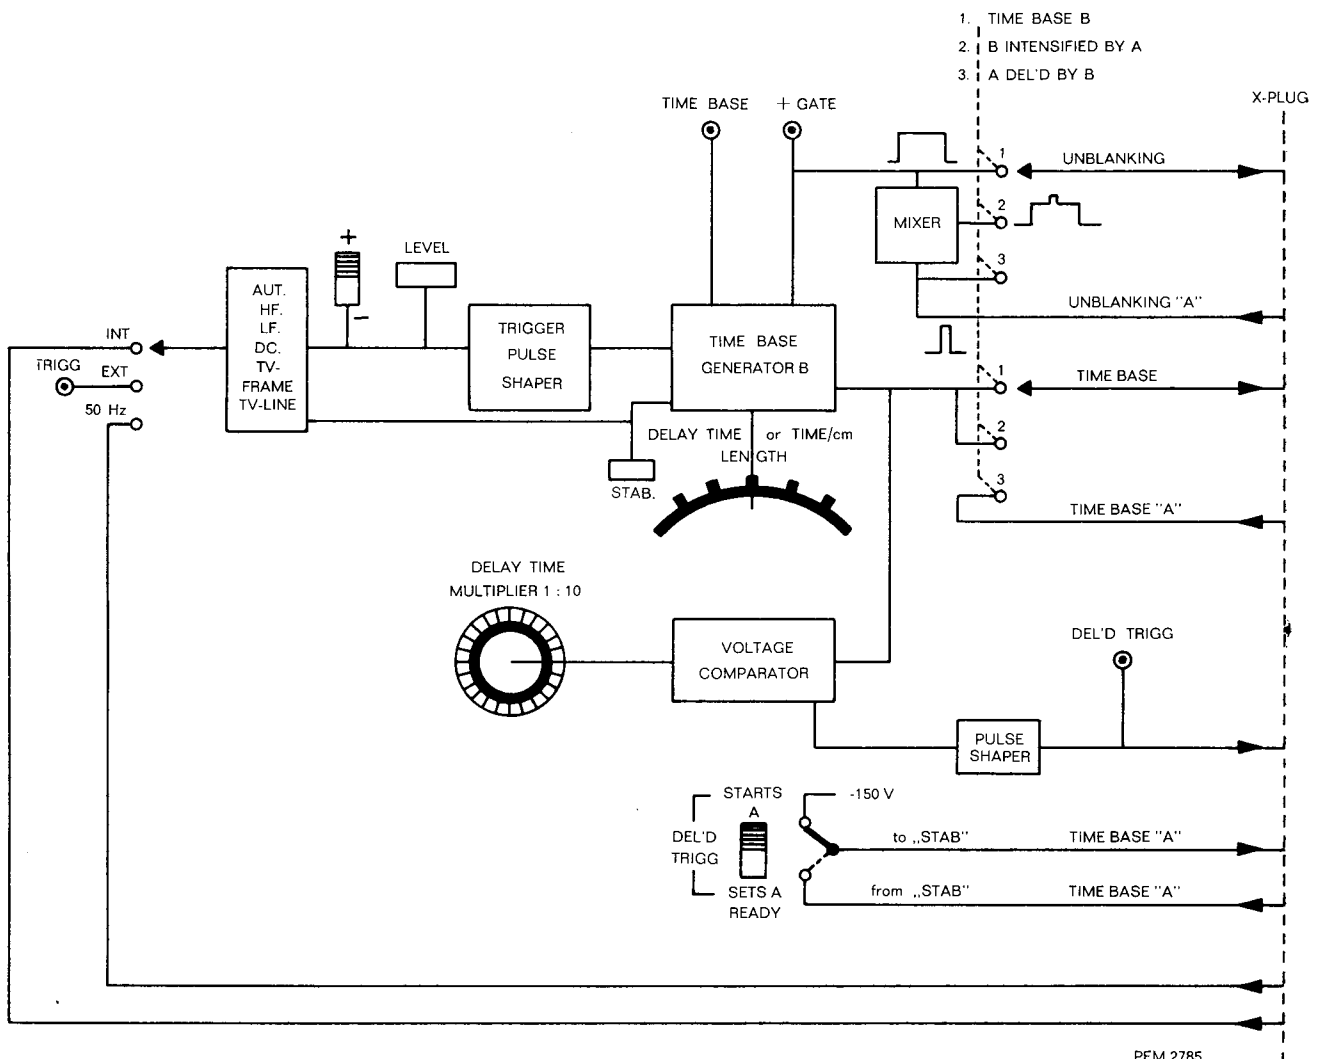 1. TIME BASE B
2. B INTENSIFIED BY A
3. A DEL'D BY B
X-PLUG
TIME BASE
+ GATE
1
UNBLANKING
MIXER
2
3
UNBLANKING "A"
+
LEVEL
−
AUT.
HF.
LF.
DC.
TV-
FRAME
TV-LINE
TRIGGER
PULSE
SHAPER
TIME BASE
GENERATOR B
INT
TRIGG
EXT
50 Hz
1
TIME BASE
2
3
TIME BASE "A"
DELAY TIME or TIME/cm
LENGTH
STAB.
DELAY TIME
MULTIPLIER 1 : 10
VOLTAGE
COMPARATOR
DEL'D TRIGG
PULSE
SHAPER
STARTS
A
DEL'D
TRIGG
SETS A
READY
-150 V
to „STAB" TIME BASE "A"
from „STAB" TIME BASE "A"
PEM 2785